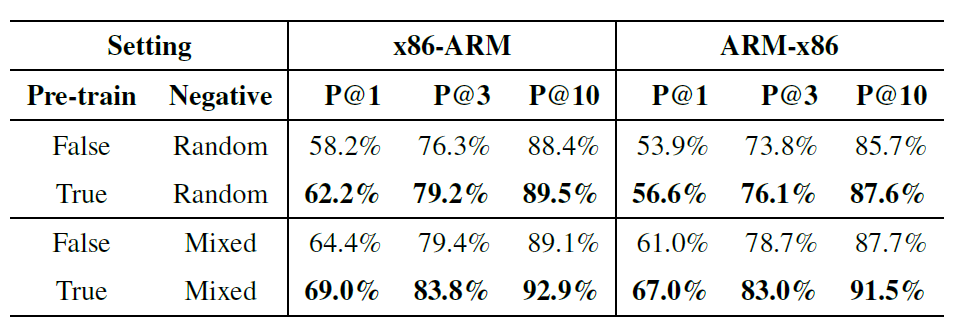 Setting x86-ARM ARM-x86
Pre-train Negative P@1 P@3 P@10 P@1 P@3 P@10
False Random 58.2% 76.3% 88.4% 53.9% 73.8% 85.7%
True Random 62.2% 79.2% 89.5% 56.6% 76.1% 87.6%
False Mixed 64.4% 79.4% 89.1% 61.0% 78.7% 87.7%
True Mixed 69.0% 83.8% 92.9% 67.0% 83.0% 91.5%